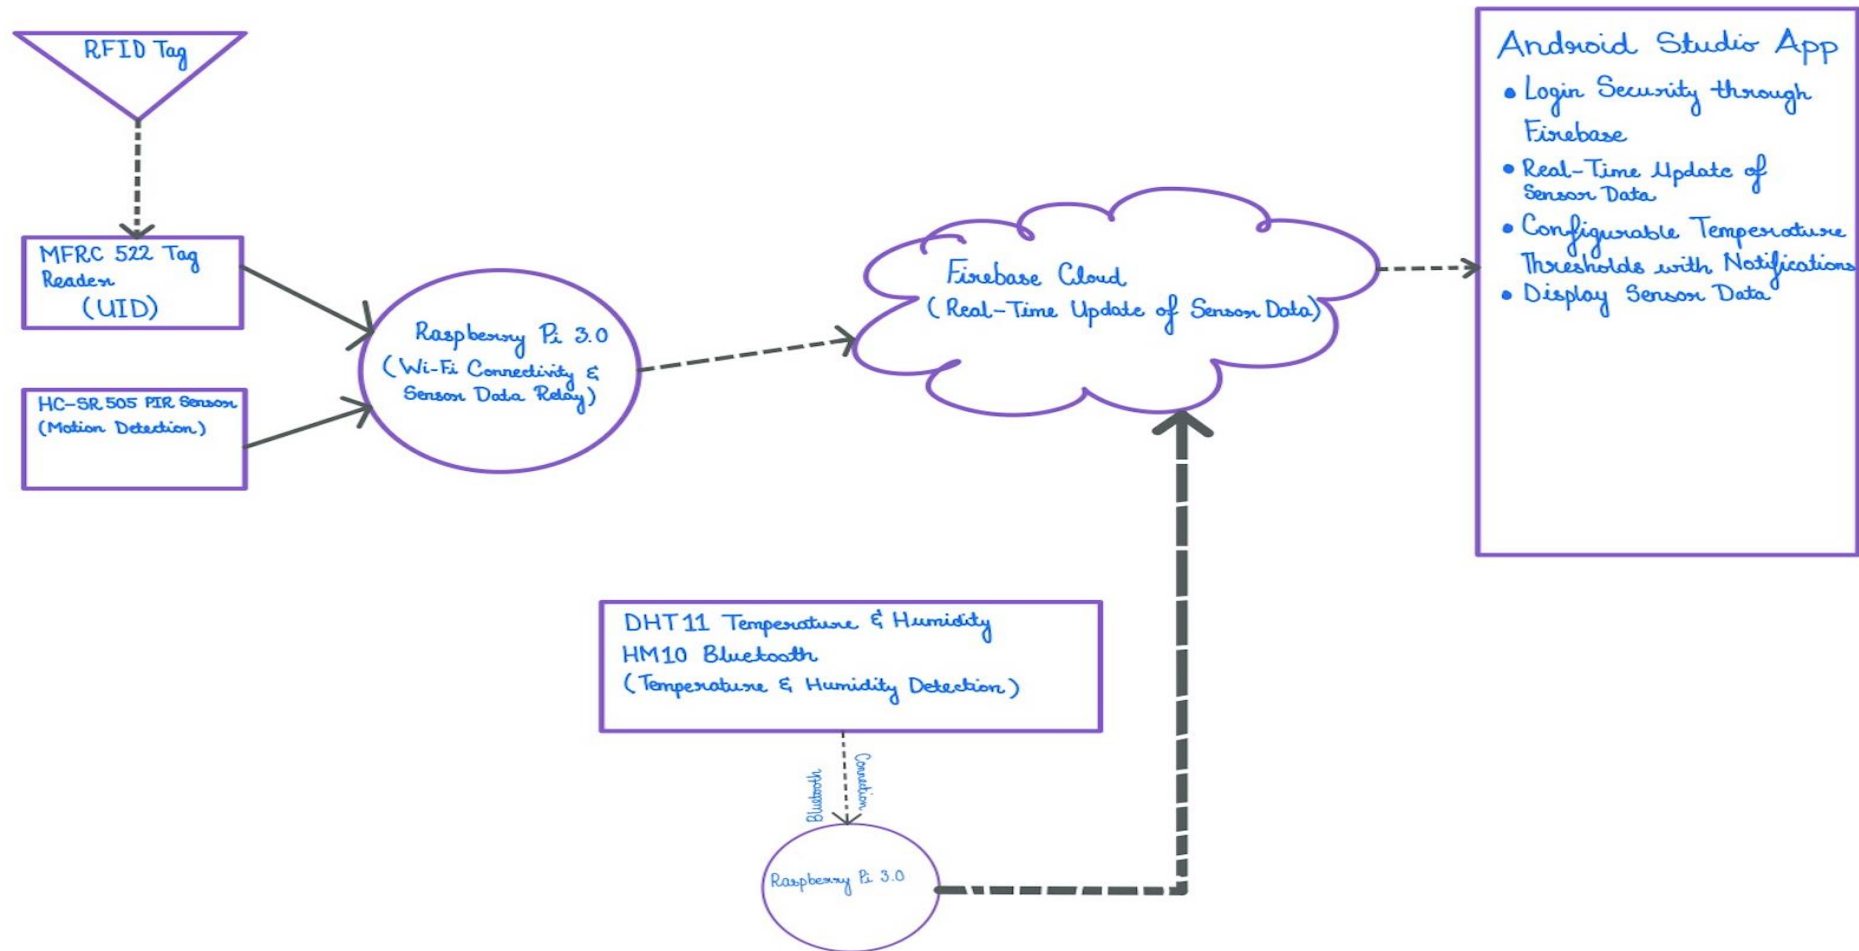 RFID Tag
MFRC 522 Tag
Reader
(UID)
HC-SR505 PIR Sensor
(Motion Detection)
Raspberry Pi 3.0
(Wi-Fi Connectivity &
Sensor Data Relay)
Firebase Cloud
(Real-Time Update of Sensor Data)
Android Studio App
• Login Security through
Firebase
• Real-Time Update of
Sensor Data
• Configurable Temperature
Thresholds with Notifications
• Display Sensor Data
DHT11 Temperature & Humidity
HM10 Bluetooth
(Temperature & Humidity Detection)
Bluetooth
Connection
Raspberry Pi 3.0